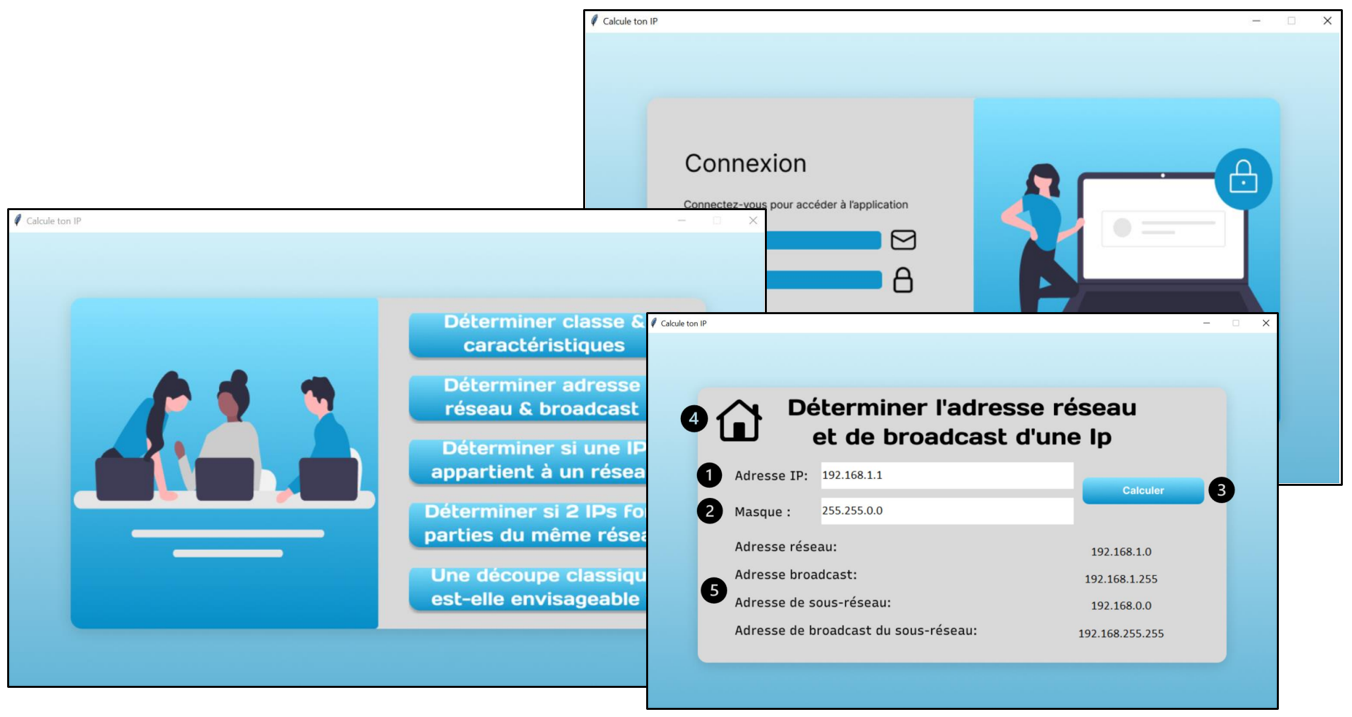 Calcule ton IP
Connexion
Connectez-vous pour accéder à l'application
Calcule ton IP
Déterminer classe &
caractéristiques
Déterminer adresse
réseau & broadcast
Déterminer si une IP
appartient à un résea
Déterminer si 2 IPs fo
parties du même rése
Une découpe classiqu
est-elle envisageable
Calcule ton IP
4
Déterminer l'adresse réseau
et de broadcast d'une Ip
1 Adresse IP: 192.168.1.1
Calculer 3
2 Masque : 255.255.0.0
Adresse réseau: 192.168.1.0
Adresse broadcast: 192.168.1.255
5
Adresse de sous-réseau: 192.168.0.0
Adresse de broadcast du sous-réseau: 192.168.255.255